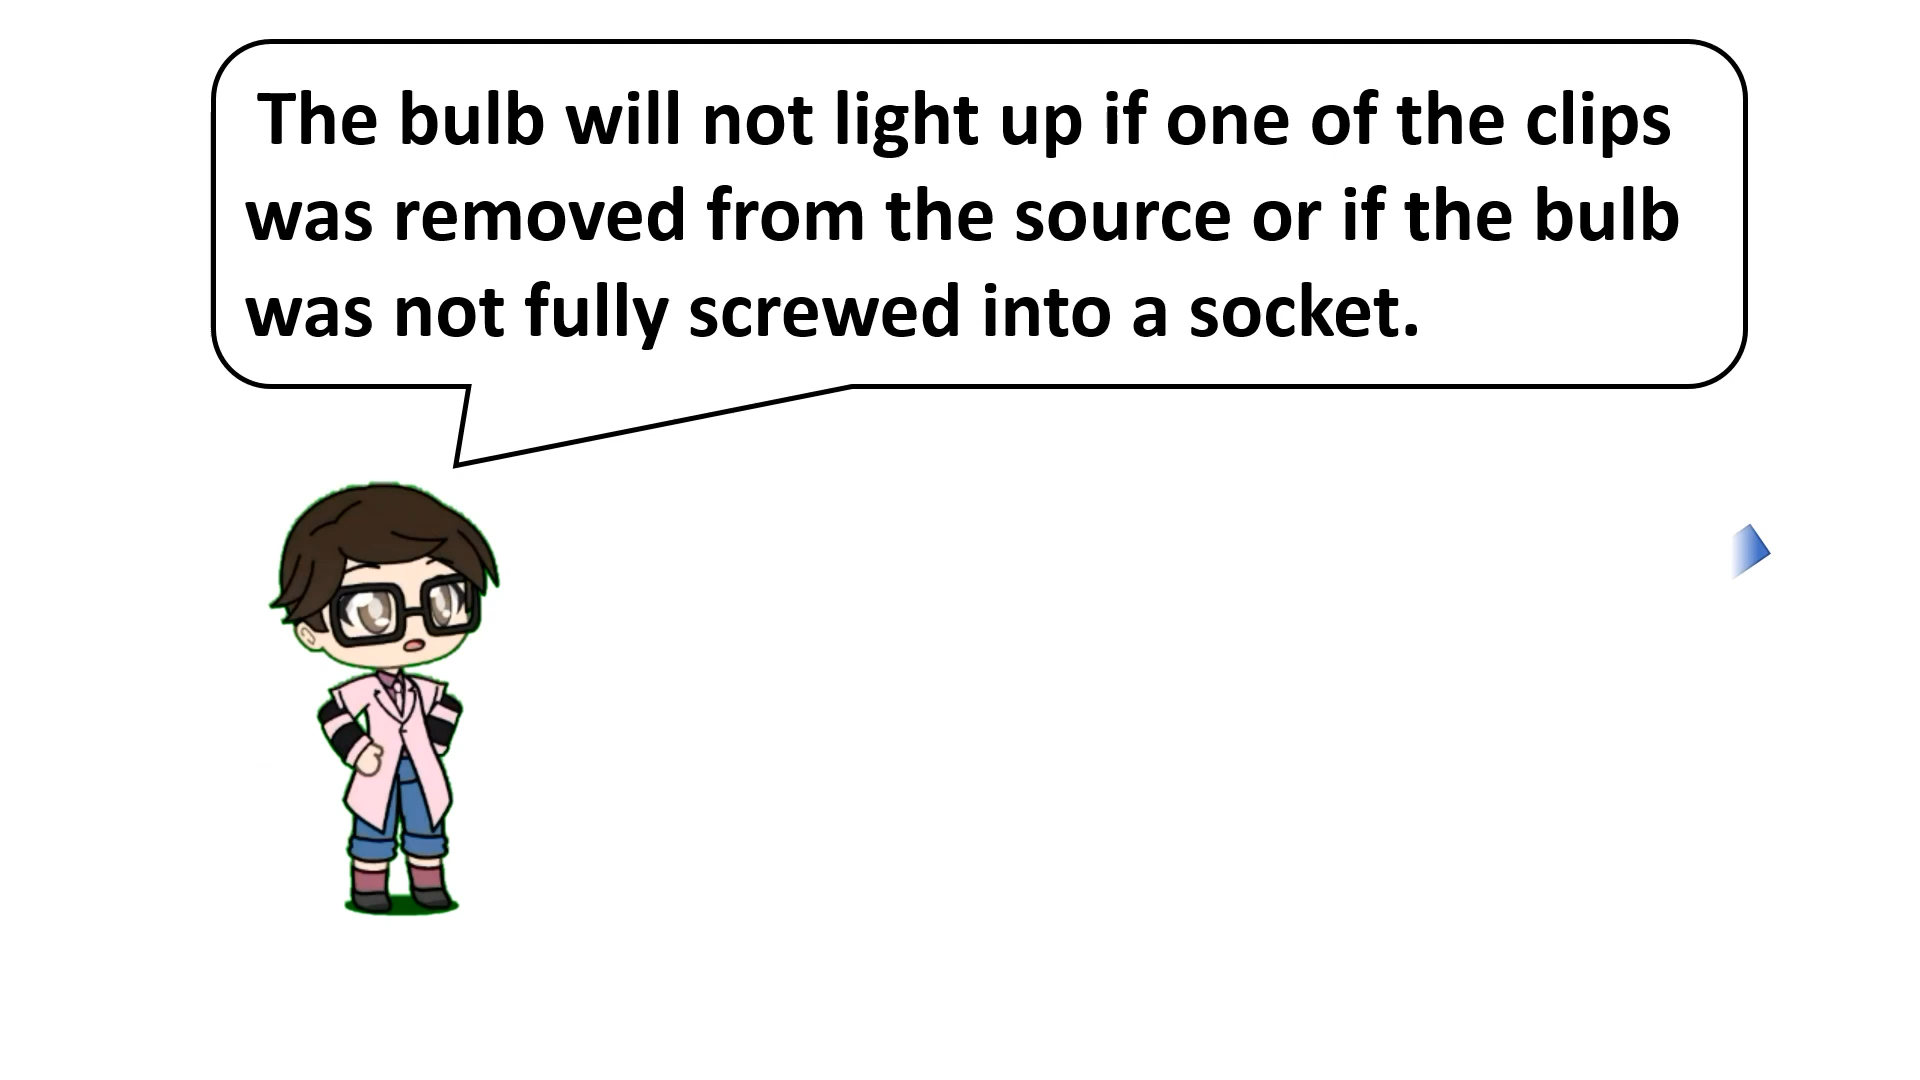 The bulb will not light up if one of the clips
was removed from the source or if the bulb
was not fully screwed into a socket.